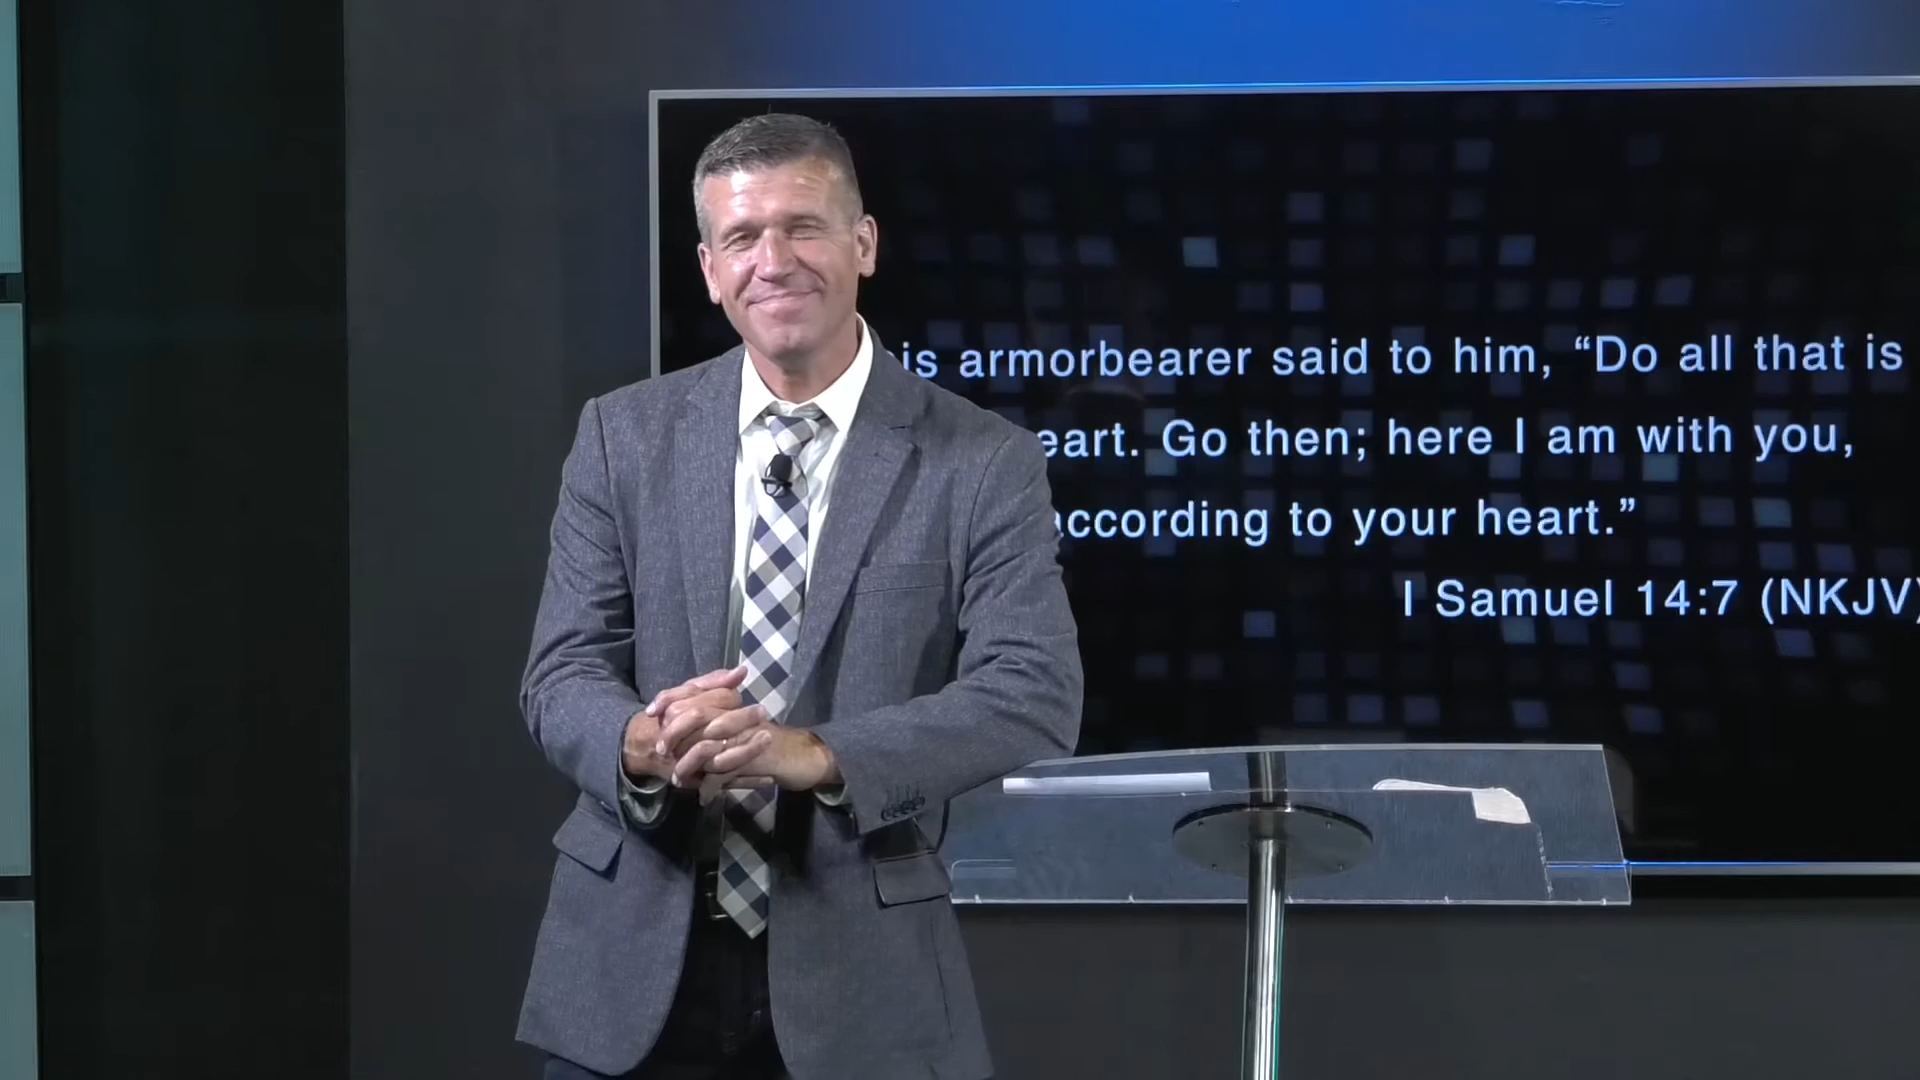 is armorbearer said to him, “Do all that is
eart. Go then; here I am with you,
according to your heart.”
I Samuel 14:7 (NKJV)